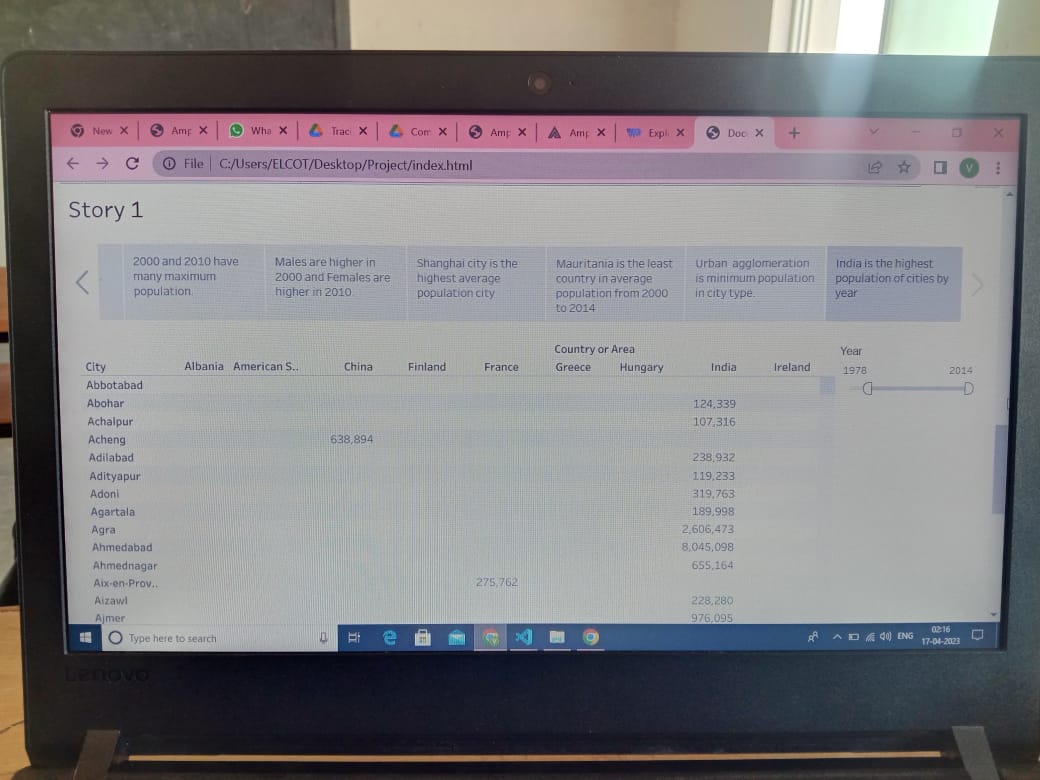 New
Amp
Wha
Trac
Com
Amp
Amp
Expl
Doc
File C:/Users/ELCOT/Desktop/Project/index.html
V
Story 1
2000 and 2010 have
many maximum
population.
Males are higher in
2000 and Females are
higher in 2010.
Shanghai city is the
highest average
population city
Mauritania is the least
country in average
population from 2000
to 2014
Urban agglomeration
is minimum population
in city type.
India is the highest
population of cities by
year
Country or Area
City Albania American S.. China Finland France Greece Hungary India Ireland
Year
1978 2014
Abbotabad
Abohar 124,339
Achalpur 107,316
Acheng 638,894
Adilabad 238,932
Adityapur 119,233
Adoni 319,763
Agartala 189,998
Agra 2,606,473
Ahmedabad 8,045,098
Ahmednagar 655,164
Aix-en-Prov.. 275,762
Aizawl 228,280
Ajmer 976,095
Type here to search
ENG
02:16
17-04-2023
Lenovo